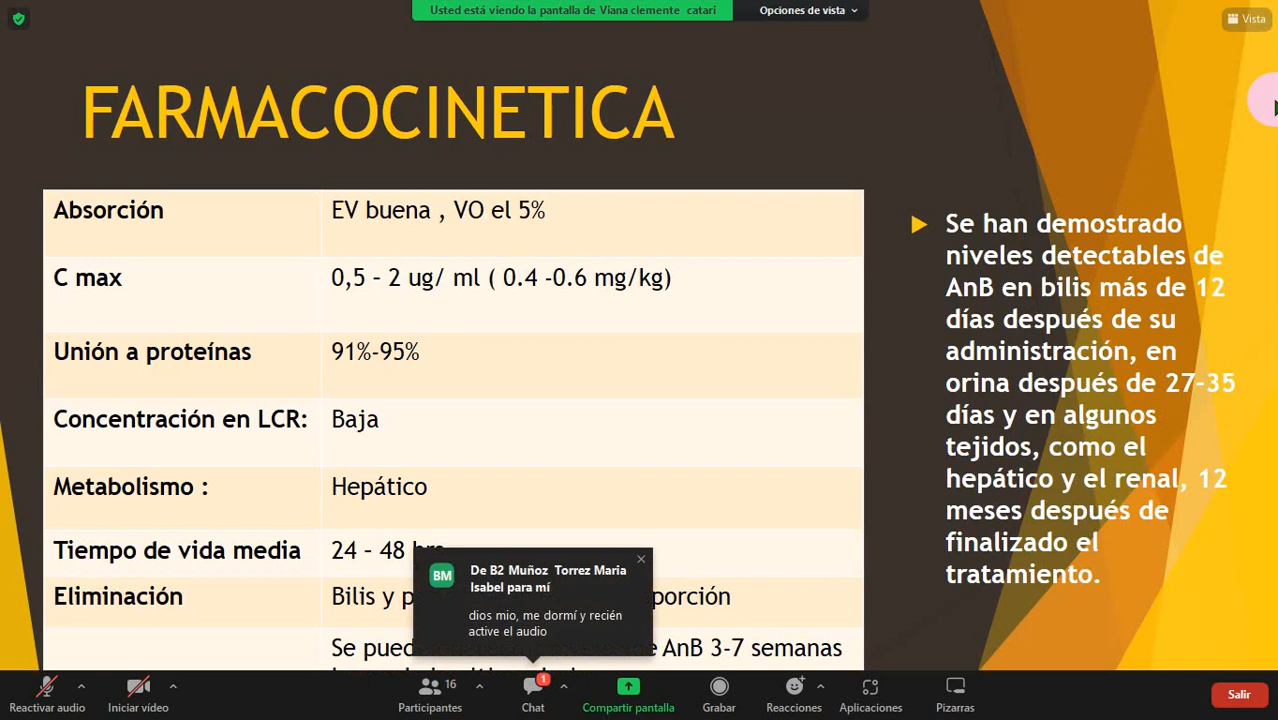 Usted está viendo la pantalla de Viana clemente catari
Opciones de vista
Vista
FARMACOCINETICA
Absorción
EV buena , VO el 5%
C max
0,5 – 2 ug/ ml ( 0.4 -0.6 mg/kg)
Unión a proteínas
91%-95%
Concentración en LCR:
Baja
Metabolismo :
Hepático
Tiempo de vida media
24 – 48
Eliminación
Bilis y
Se
AnB 3-7 semanas
Se han demostrado
niveles detectables de
AnB en bilis más de 12
días después de su
administración, en
orina después de 27-35
días y en algunos
tejidos, como el
hepático y el renal, 12
meses después de
finalizado el
tratamiento.
BM
De B2 Muñoz Torrez Maria
Isabel para mí
dios mio, me dormí y recién
active el audio
Reactivar audio
Iniciar vídeo
16
Participantes
1
Chat
Compartir pantalla
Grabar
Reacciones
Aplicaciones
Pizarras
Salir